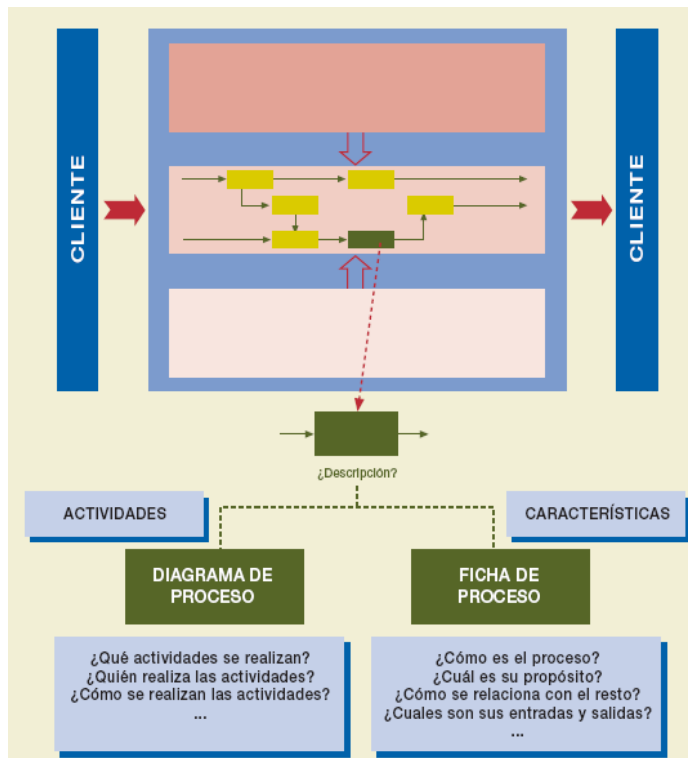 CLIENTE
CLIENTE
¿Descripción?
ACTIVIDADES
CARACTERÍSTICAS
DIAGRAMA DE
PROCESO
FICHA DE
PROCESO
¿Qué actividades se realizan?
¿Quién realiza las actividades?
¿Cómo se realizan las actividades?
...
¿Cómo es el proceso?
¿Cuál es su propósito?
¿Cómo se relaciona con el resto?
¿Cuales son sus entradas y salidas?
...